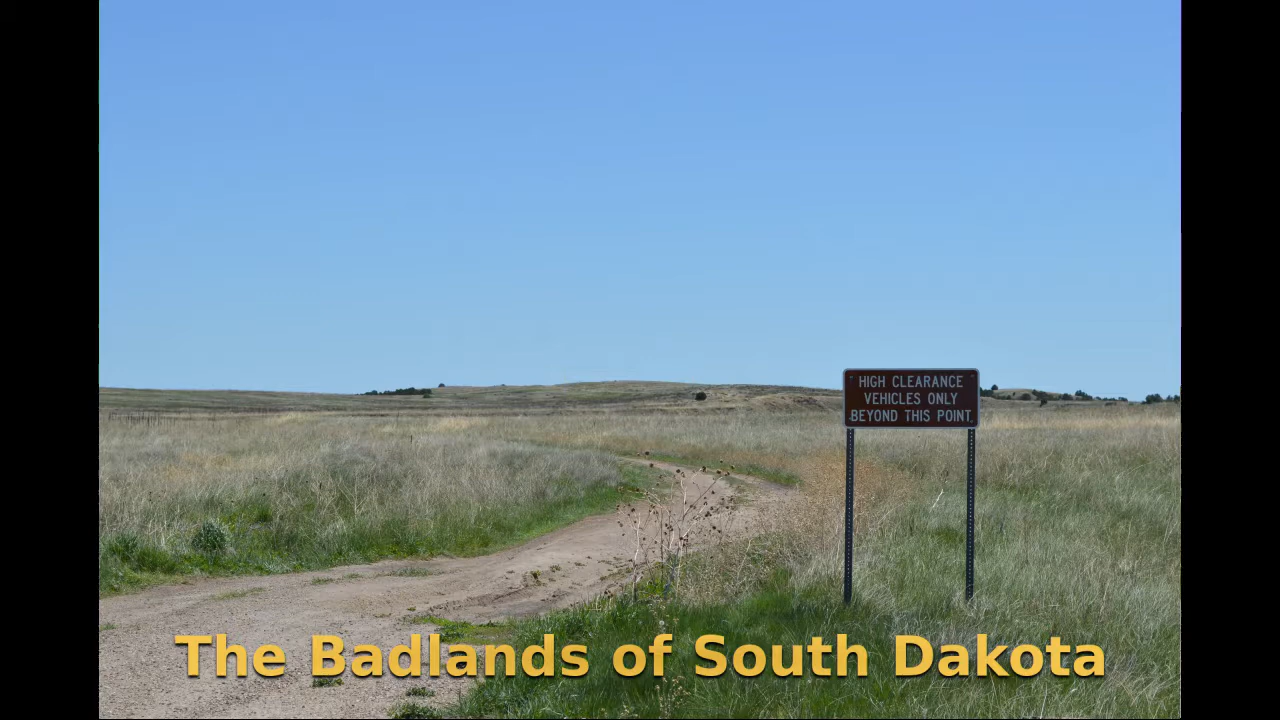 HIGH CLEARANCE
VEHICLES ONLY
BEYOND THIS POINT
The Badlands of South Dakota